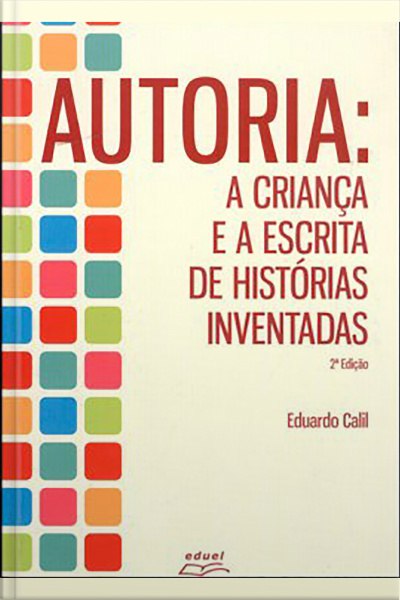 AUTORIA:
A CRIANÇA
E A ESCRITA
DE HISTÓRIAS
INVENTADAS
2ª Edição
Eduardo Calil
eduel